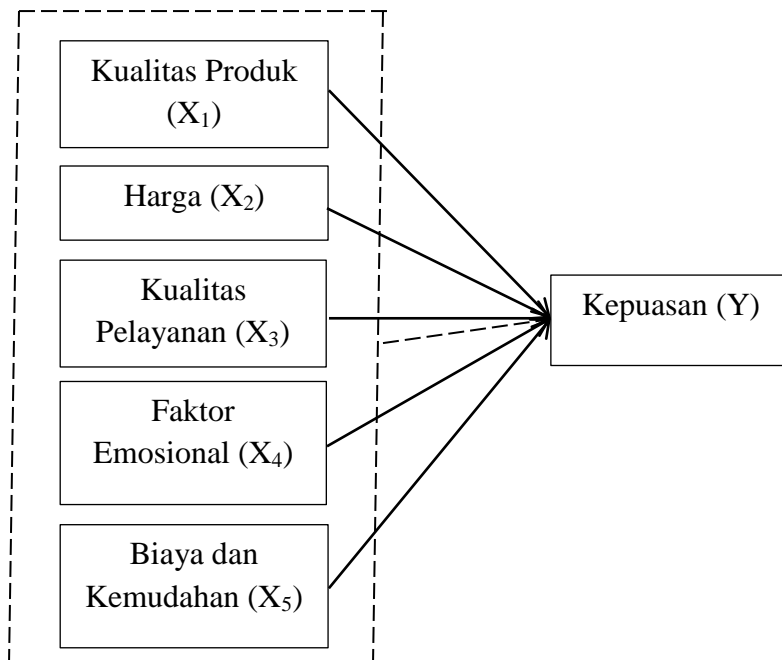 Kualitas Produk
(X₁)
Harga (X₂)
Kualitas
Pelayanan (X₃)
Kepuasan (Y)
Faktor
Emosional (X₄)
Biaya dan
Kemudahan (X₅)